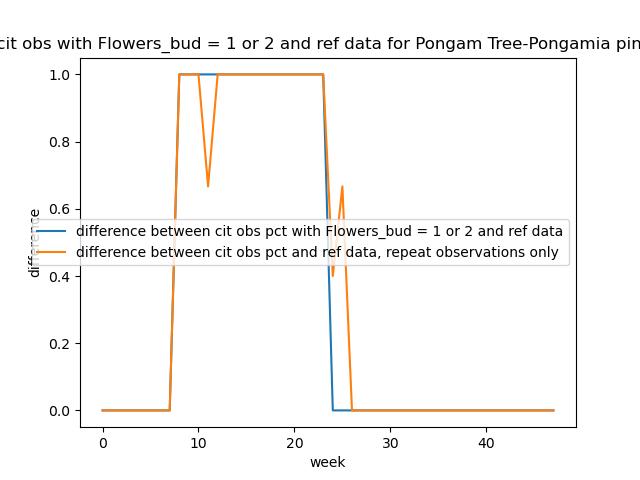 cit obs with Flowers_bud = 1 or 2 and ref data for Pongam Tree-Pongamia pin
1.0
0.8
0.6
0.4
0.2
0.0
difference
difference between cit obs pct with Flowers_bud = 1 or 2 and ref data
difference between cit obs pct and ref data, repeat observations only
0 10 20 30 40
week